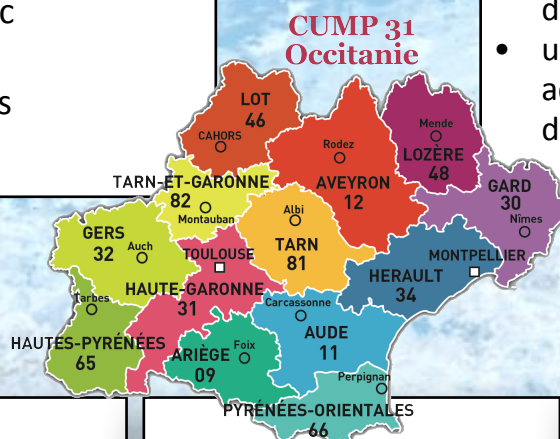 c
s
d
• u
a
d
CUMP 31
Occitanie
LOT
46
CAHORS
Rodez
AVEYRON
12
Mende
LOZÈRE
48
GARD
30
Nîmes
TARN-ET-GARONNE
82
Montauban
Albi
TARN
81
GERS
32
Auch
TOULOUSE
HAUTE-GARONNE
31
MONTPELLIER
HERAULT
34
Tarbes
HAUTES-PYRÉNÉES
65
ARIÈGE
09
Foix
Carcassonne
AUDE
11
Perpignan
PYRÉNÉES-ORIENTALES
66